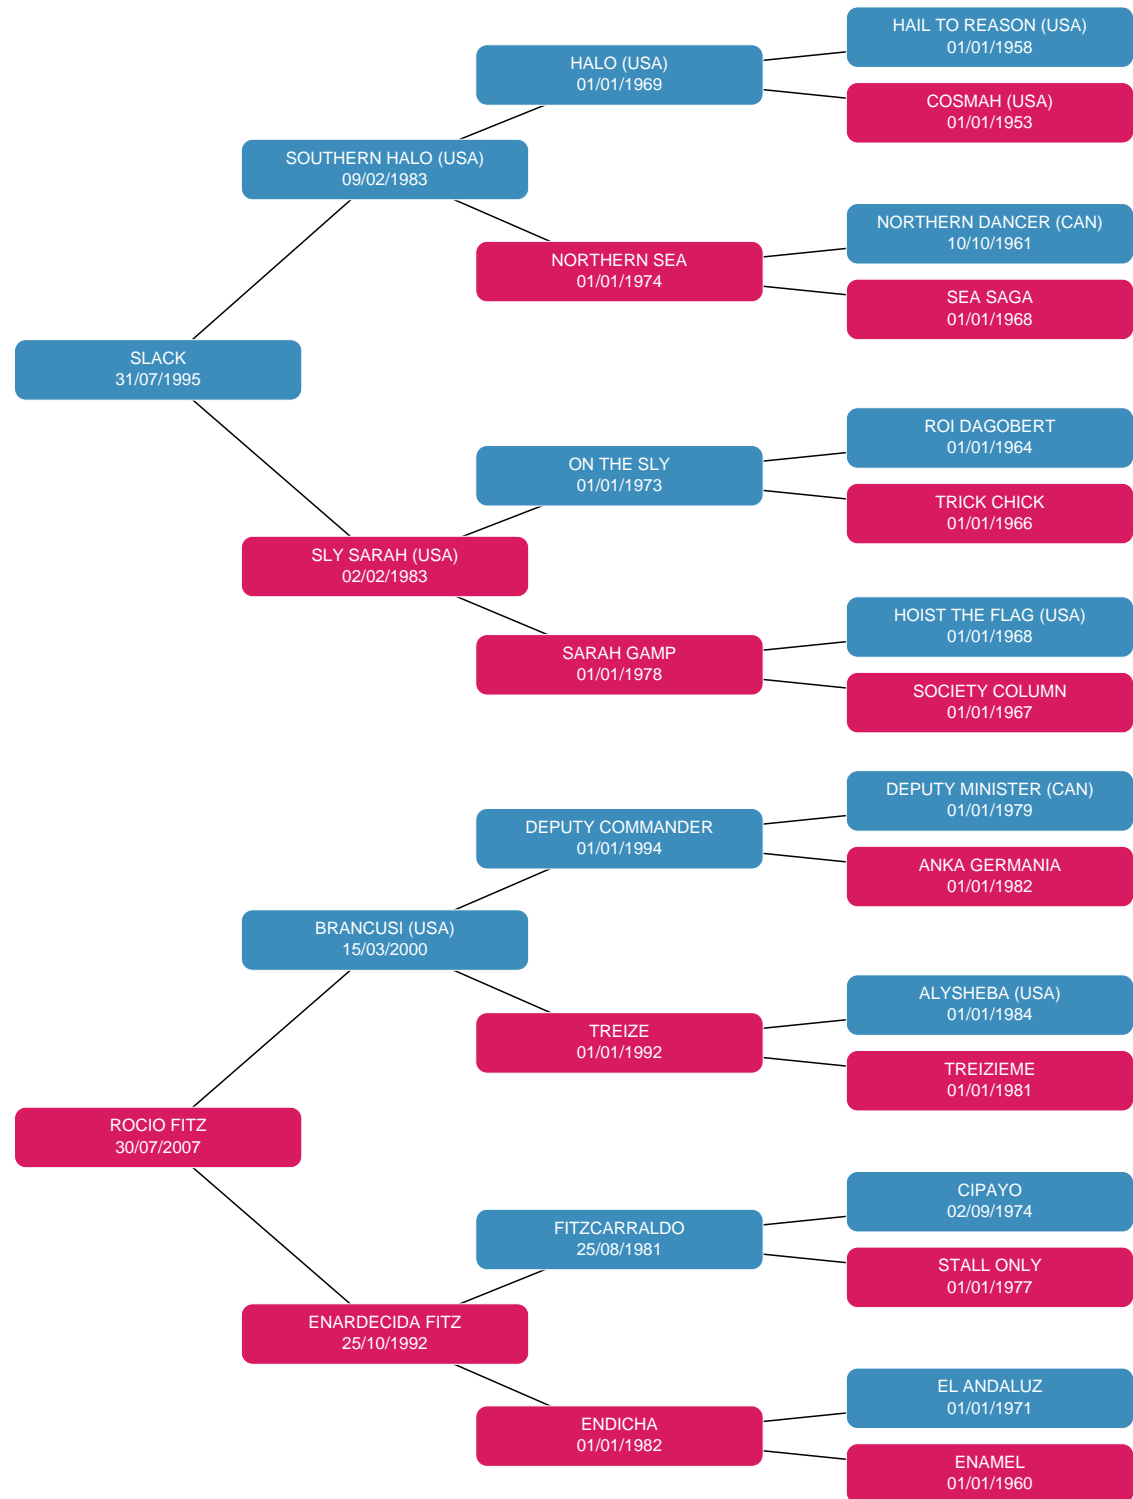 HAIL TO REASON (USA)
01/01/1958
HALO (USA)
01/01/1969
COSMAH (USA)
01/01/1953
SOUTHERN HALO (USA)
09/02/1983
NORTHERN DANCER (CAN)
10/10/1961
NORTHERN SEA
01/01/1974
SEA SAGA
01/01/1968
SLACK
31/07/1995
ROI DAGOBERT
01/01/1964
ON THE SLY
01/01/1973
TRICK CHICK
01/01/1966
SLY SARAH (USA)
02/02/1983
HOIST THE FLAG (USA)
01/01/1968
SARAH GAMP
01/01/1978
SOCIETY COLUMN
01/01/1967
DEPUTY MINISTER (CAN)
01/01/1979
DEPUTY COMMANDER
01/01/1994
ANKA GERMANIA
01/01/1982
BRANCUSI (USA)
15/03/2000
ALYSHEBA (USA)
01/01/1984
TREIZE
01/01/1992
TREIZIEME
01/01/1981
ROCIO FITZ
30/07/2007
CIPAYO
02/09/1974
FITZCARRALDO
25/08/1981
STALL ONLY
01/01/1977
ENARDECIDA FITZ
25/10/1992
EL ANDALUZ
01/01/1971
ENDICHA
01/01/1982
ENAMEL
01/01/1960